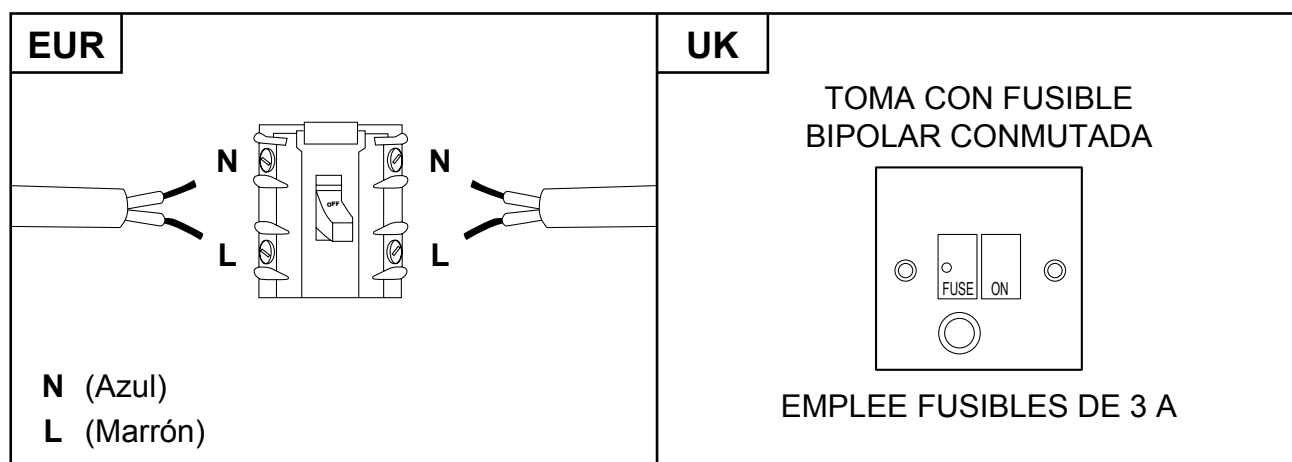 EUR
N
N
OFF
L
L
N (Azul)
L (Marrón)
UK
TOMA CON FUSIBLE
BIPOLAR CONMUTADA
FUSE ON
EMPLEE FUSIBLES DE 3 A